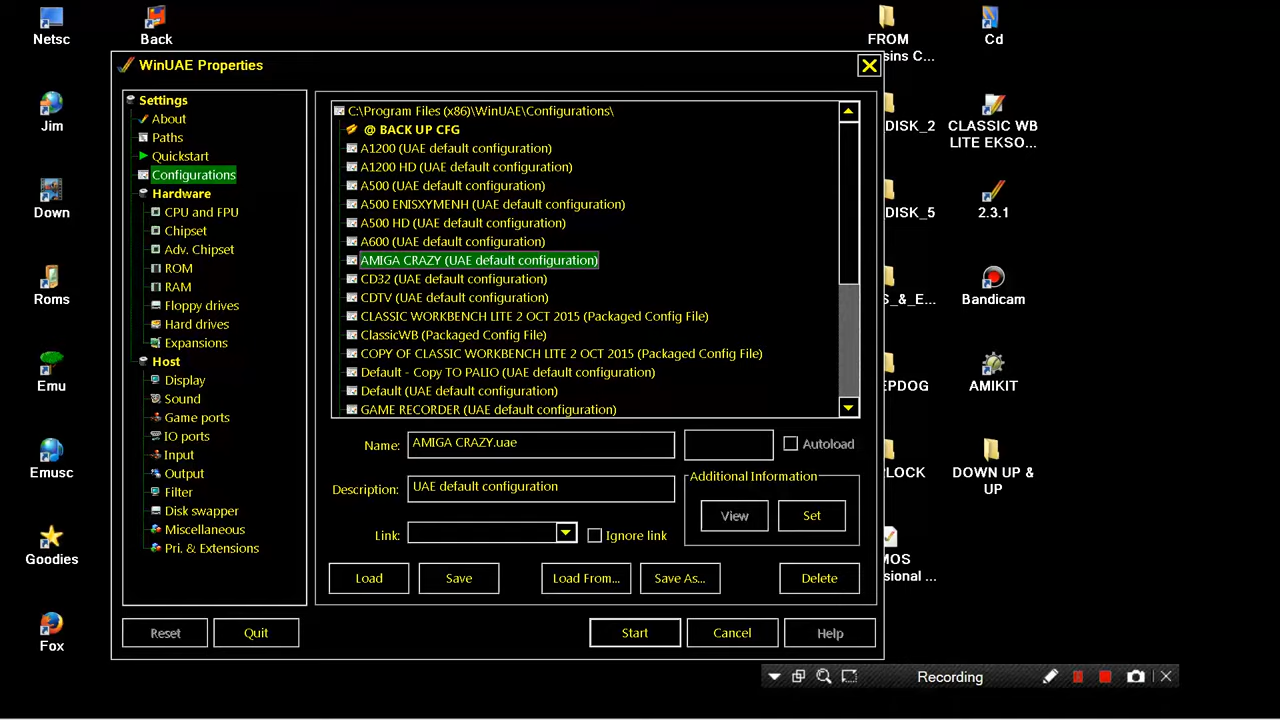 Netsc
Back
FROM
sins C...
Cd
WinUAE Properties
Settings
About
Paths
Quickstart
Configurations
Hardware
CPU and FPU
Chipset
Adv. Chipset
ROM
RAM
Floppy drives
Hard drives
Expansions
Host
Display
Sound
Game ports
IO ports
Input
Output
Filter
Disk swapper
Miscellaneous
Pri. & Extensions
C:\Program Files (x86)\WinUAE\Configurations\
@ BACK UP CFG
A1200 (UAE default configuration)
A1200 HD (UAE default configuration)
A500 (UAE default configuration)
A500 ENISXYMENH (UAE default configuration)
A500 HD (UAE default configuration)
A600 (UAE default configuration)
AMIGA CRAZY (UAE default configuration)
CD32 (UAE default configuration)
CDTV (UAE default configuration)
CLASSIC WORKBENCH LITE 2 OCT 2015 (Packaged Config File)
ClassicWB (Packaged Config File)
COPY OF CLASSIC WORKBENCH LITE 2 OCT 2015 (Packaged Config File)
Default - Copy TO PALIO (UAE default configuration)
Default (UAE default configuration)
GAME RECORDER (UAE default configuration)
Name: AMIGA CRAZY.uae
Autoload
Description: UAE default configuration
Additional Information
View
Set
Link:
Ignore link
Load
Save
Load From...
Save As...
Delete
Reset
Quit
Start
Cancel
Help
Jim
Down
Roms
Emu
Emusc
Goodies
Fox
DISK_2
CLASSIC WB
LITE EKSO...
DISK_5
2.3.1
S_&_E...
Bandicam
EPDOG
AMIKIT
LOCK
DOWN UP &
UP
MOS
sional ...
Recording